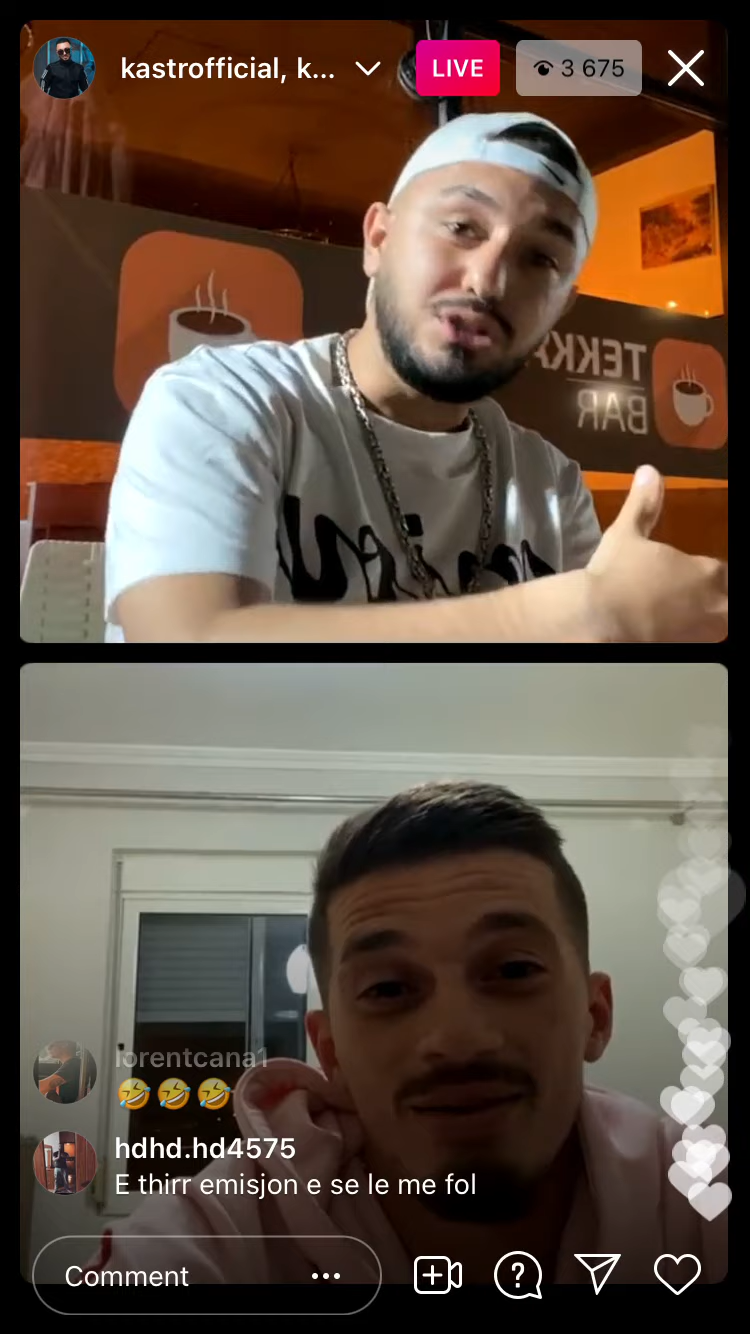 kastrofficial, k...
LIVE
3 675
TEKK
BAR
lorentcana1
🤣🤣🤣
hdhd.hd4575
E thirr emisjon e se le me fol
Comment